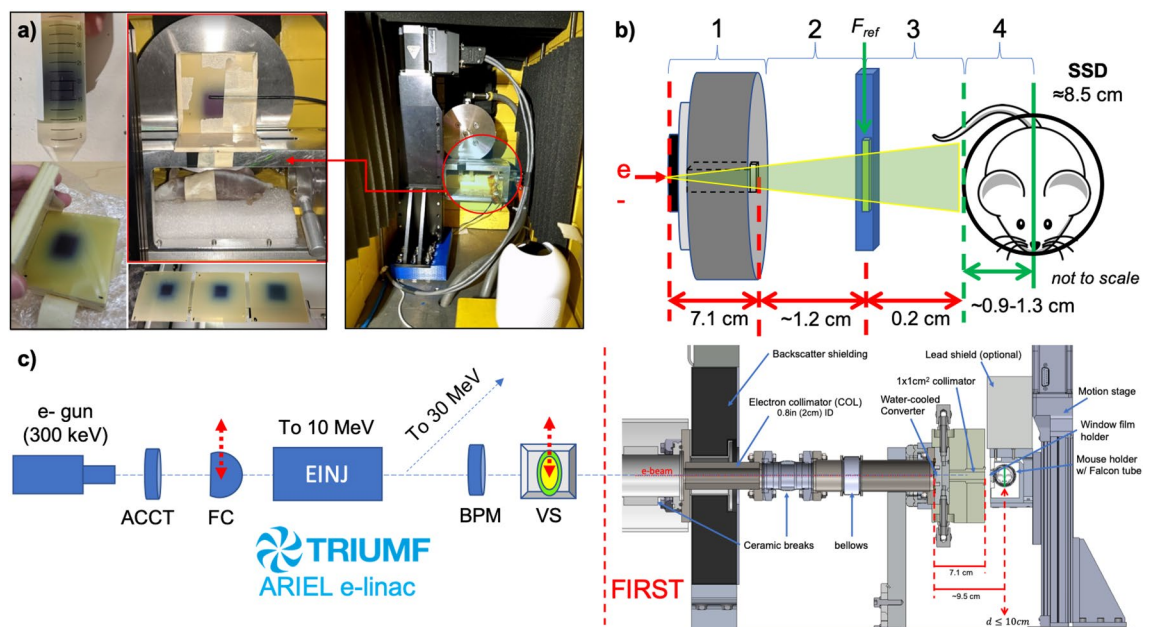 a)
b)
1
2
F_ref
3
4
SSD
≈8.5 cm
e
-
not to scale
7.1 cm
~1.2 cm
0.2 cm
~0.9-1.3 cm
c)
e- gun
(300 keV)
To 10 MeV
To 30 MeV
EINJ
ACCT
FC
BPM
VS
TRIUMF
ARIEL e-linac
FIRST
Backscatter shielding
Electron collimator (COL)
0.8in (2cm) ID
e-beam
Ceramic breaks
bellows
Lead shield (optional)
1x1cm² collimator
Water-cooled
Converter
Motion stage
Window film
holder
Mouse holder
w/ Falcon tube
7.1 cm
~9.5 cm
d ≤ 10cm